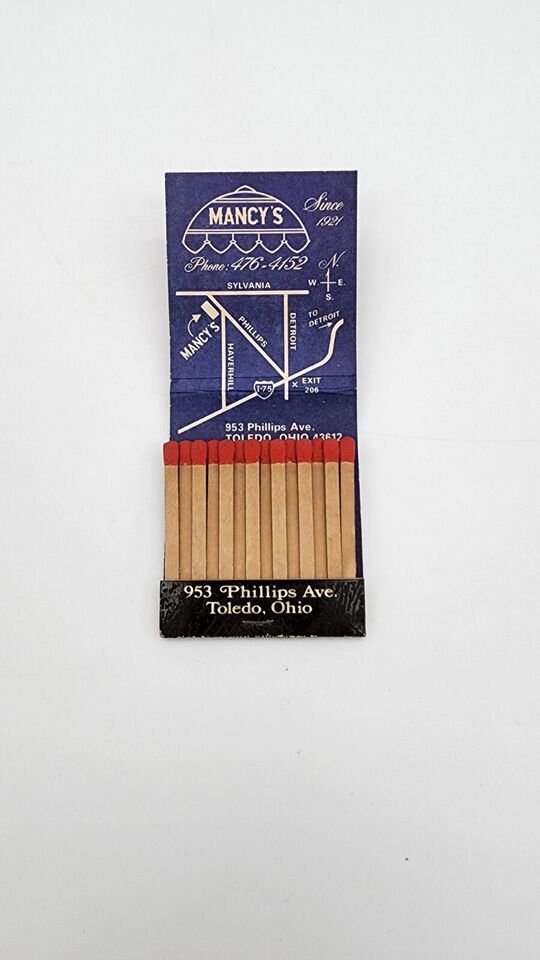 MANCY'S
Since
1921
Phone: 476-4152
N.
W. E.
S.
SYLVANIA
TO
DETROIT
MANCY'S
PHILLIPS
DETROIT
HAVERHILL
I-75
X EXIT
206
953 Phillips Ave.
TOLEDO, OHIO 43612
953 Phillips Ave.
Toledo, Ohio